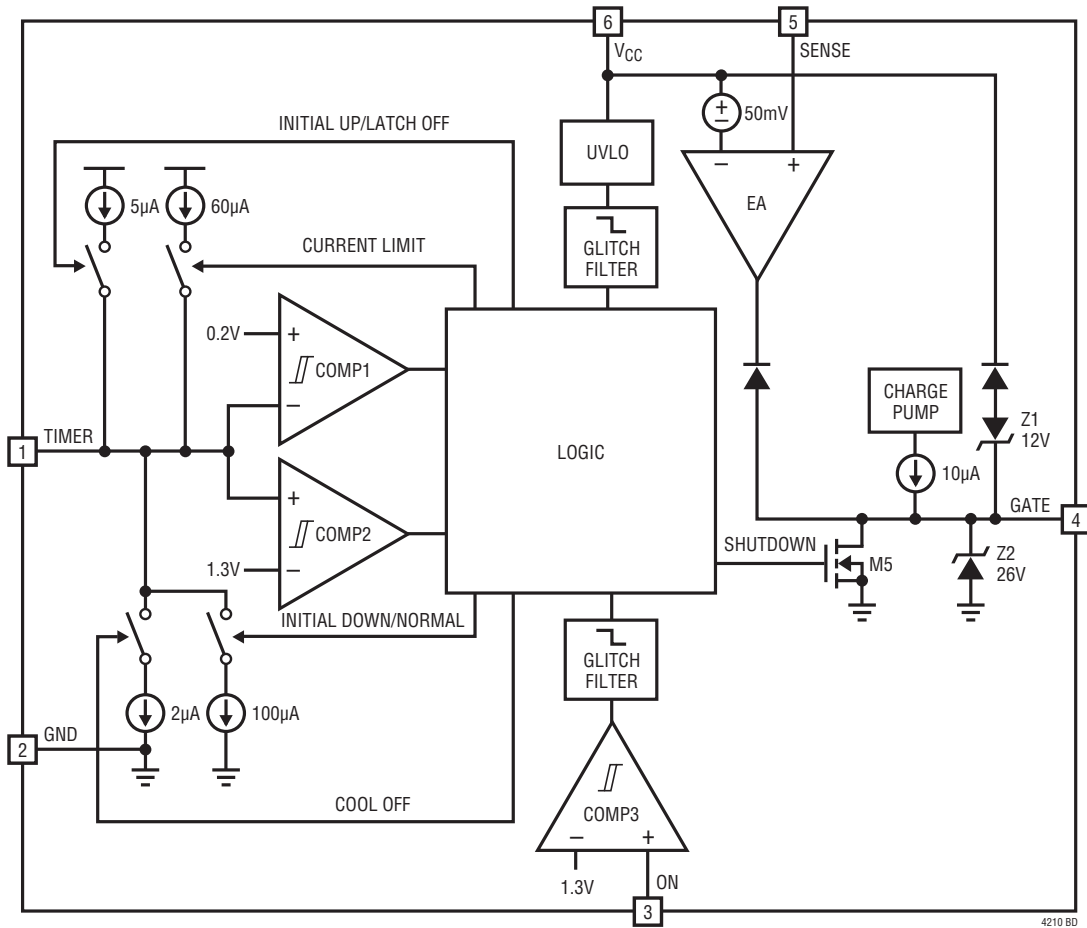 6
5
VCC
SENSE
+
−
50mV
INITIAL UP/LATCH OFF
UVLO
−
+
EA
5µA
60µA
GLITCH
FILTER
CURRENT LIMIT
0.2V
+
COMP1
−
CHARGE
PUMP
Z1
12V
1
TIMER
LOGIC
10µA
+
COMP2
1.3V
−
GATE
4
SHUTDOWN
M5
Z2
26V
INITIAL DOWN/NORMAL
GLITCH
FILTER
2µA
100µA
2
GND
COOL OFF
COMP3
−
+
1.3V
ON
3
4210 BD